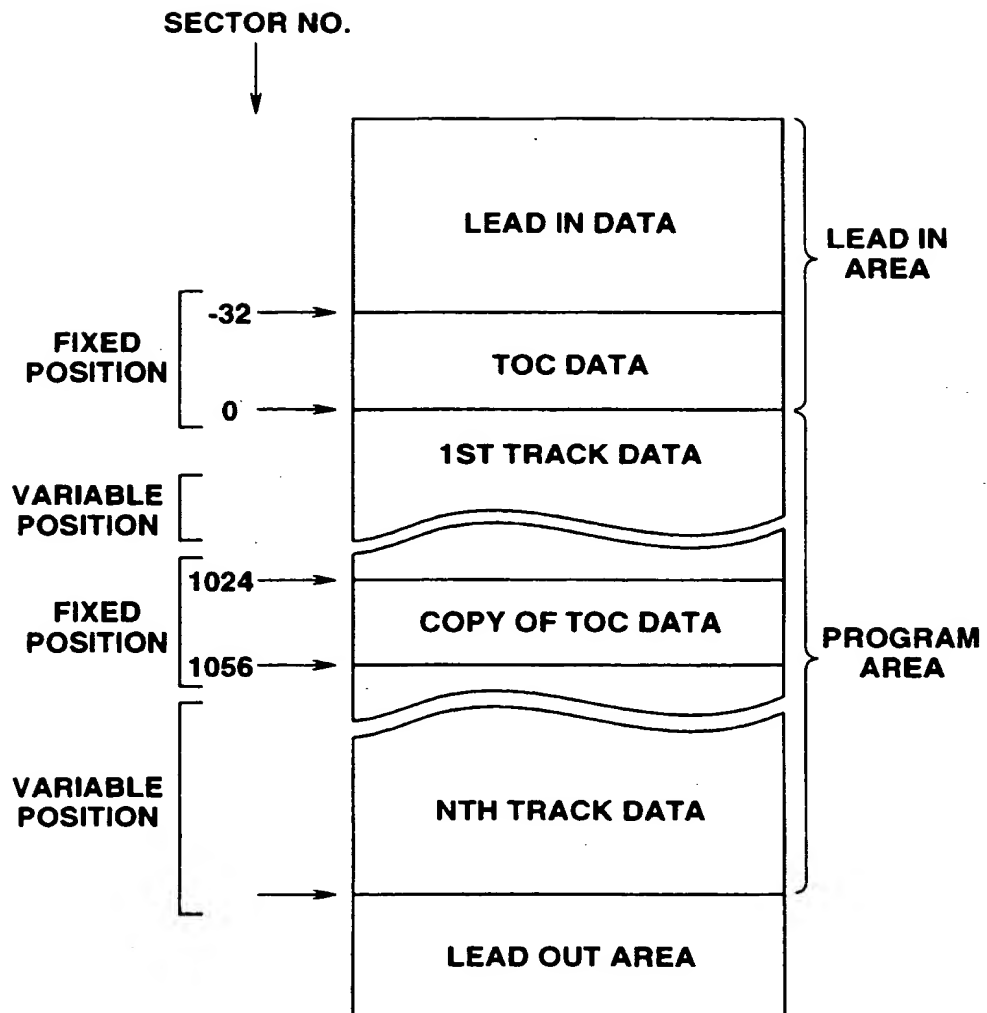 SECTOR NO.
LEAD IN DATA
LEAD IN
AREA
FIXED
POSITION
-32
TOC DATA
0
1ST TRACK DATA
VARIABLE
POSITION
1024
FIXED
POSITION
COPY OF TOC DATA
1056
PROGRAM
AREA
VARIABLE
POSITION
NTH TRACK DATA
LEAD OUT AREA